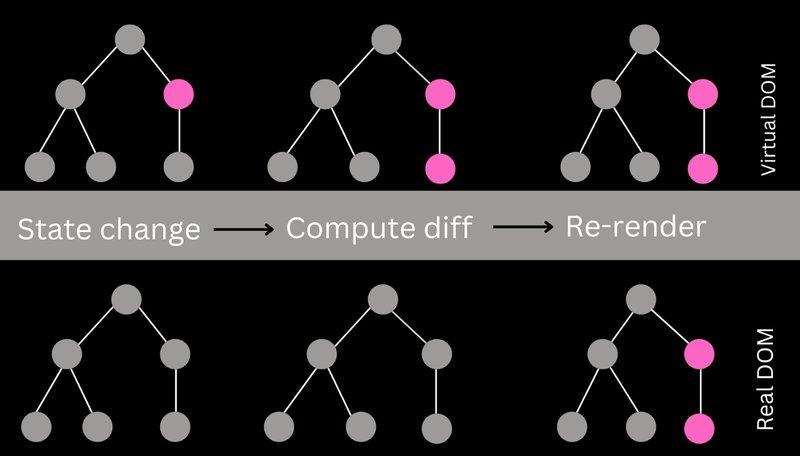 Virtual DOM
State change
Compute diff
Re-render
Real DOM